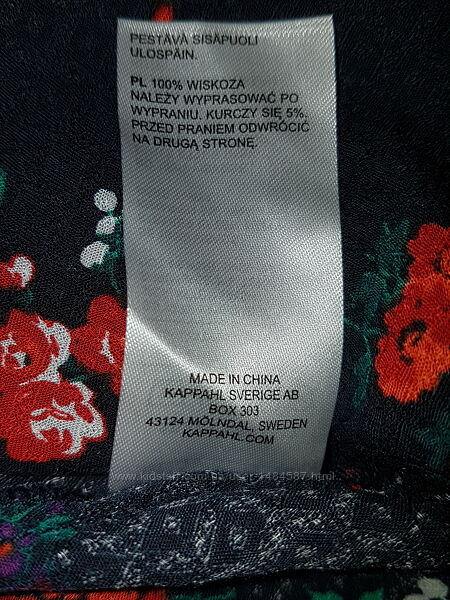 PESTÄVÄ SISÄPUOLI
ULOSPÄIN.
PL 100% WISKOZA
NALEŻY WYPRASOWAĆ PO
WYPRANIU. KURCZY SIĘ 5%.
PRZED PRANIEM ODWRÓCIĆ
NA DRUGĄ STRONĘ.
MADE IN CHINA
KAPPAHL SVERIGE AB
BOX 303
43124 MÖLNDAL, SWEDEN
KAPPAHL.COM